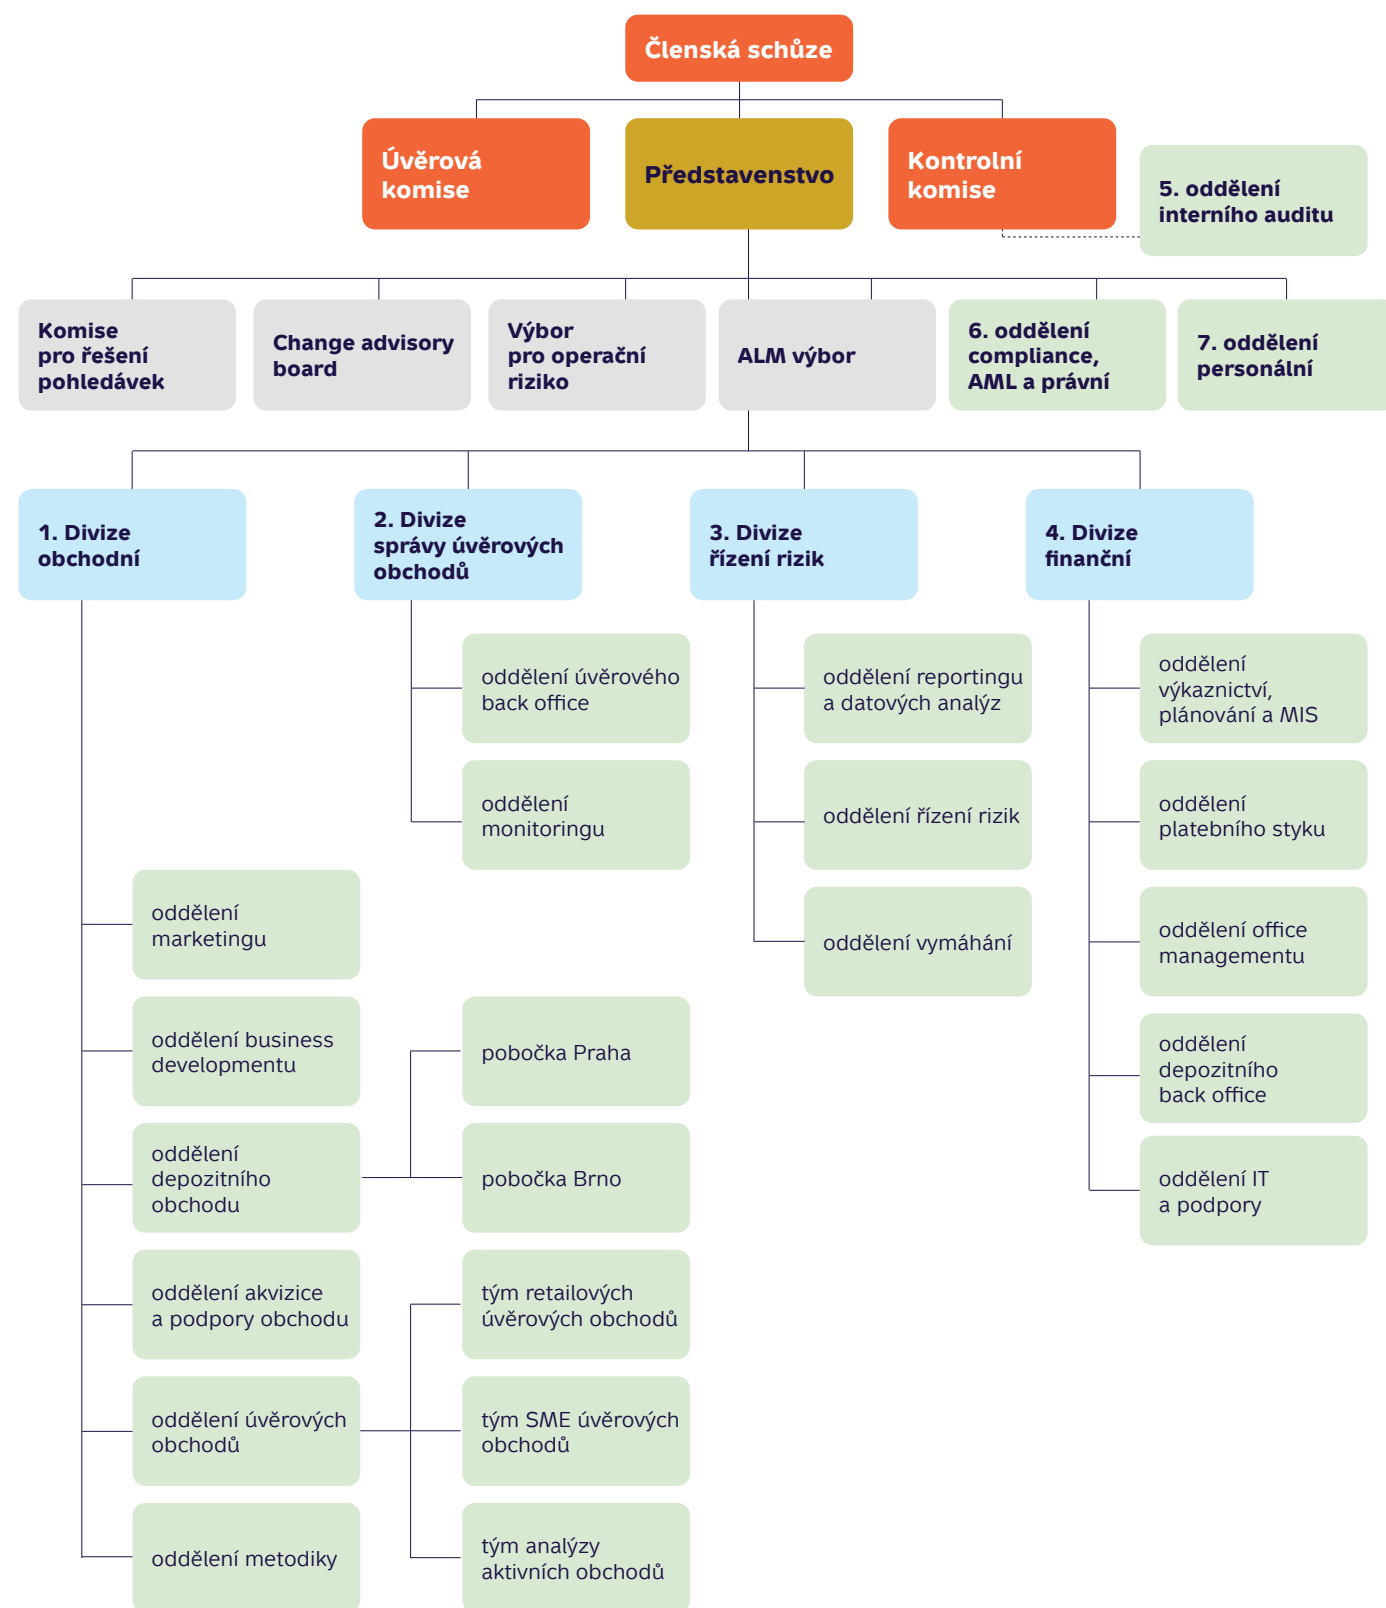 Členská schůze
Úvěrová
komise
Představenstvo
Kontrolní
komise
5. oddělení
interního auditu
Komise
pro řešení
pohledávek
Change advisory
board
Výbor
pro operační
riziko
ALM výbor
6. oddělení
compliance,
AML a právní
7. oddělení
personální
1. Divize
obchodní
2. Divize
správy úvěrových
obchodů
3. Divize
řízení rizik
4. Divize
finanční
oddělení úvěrového
back office
oddělení reportingu
a datových analýz
oddělení
výkaznictví,
plánování a MIS
oddělení
monitoringu
oddělení řízení rizik
oddělení
platebního styku
oddělení
marketingu
oddělení vymáhání
oddělení office
managementu
oddělení business
developmentu
pobočka Praha
oddělení
depozitního
back office
oddělení
depozitního
obchodu
pobočka Brno
oddělení IT
a podpory
oddělení akvizice
a podpory obchodu
tým retailových
úvěrových obchodů
oddělení úvěrových
obchodů
tým SME úvěrových
obchodů
oddělení metodiky
tým analýzy
aktivních obchodů